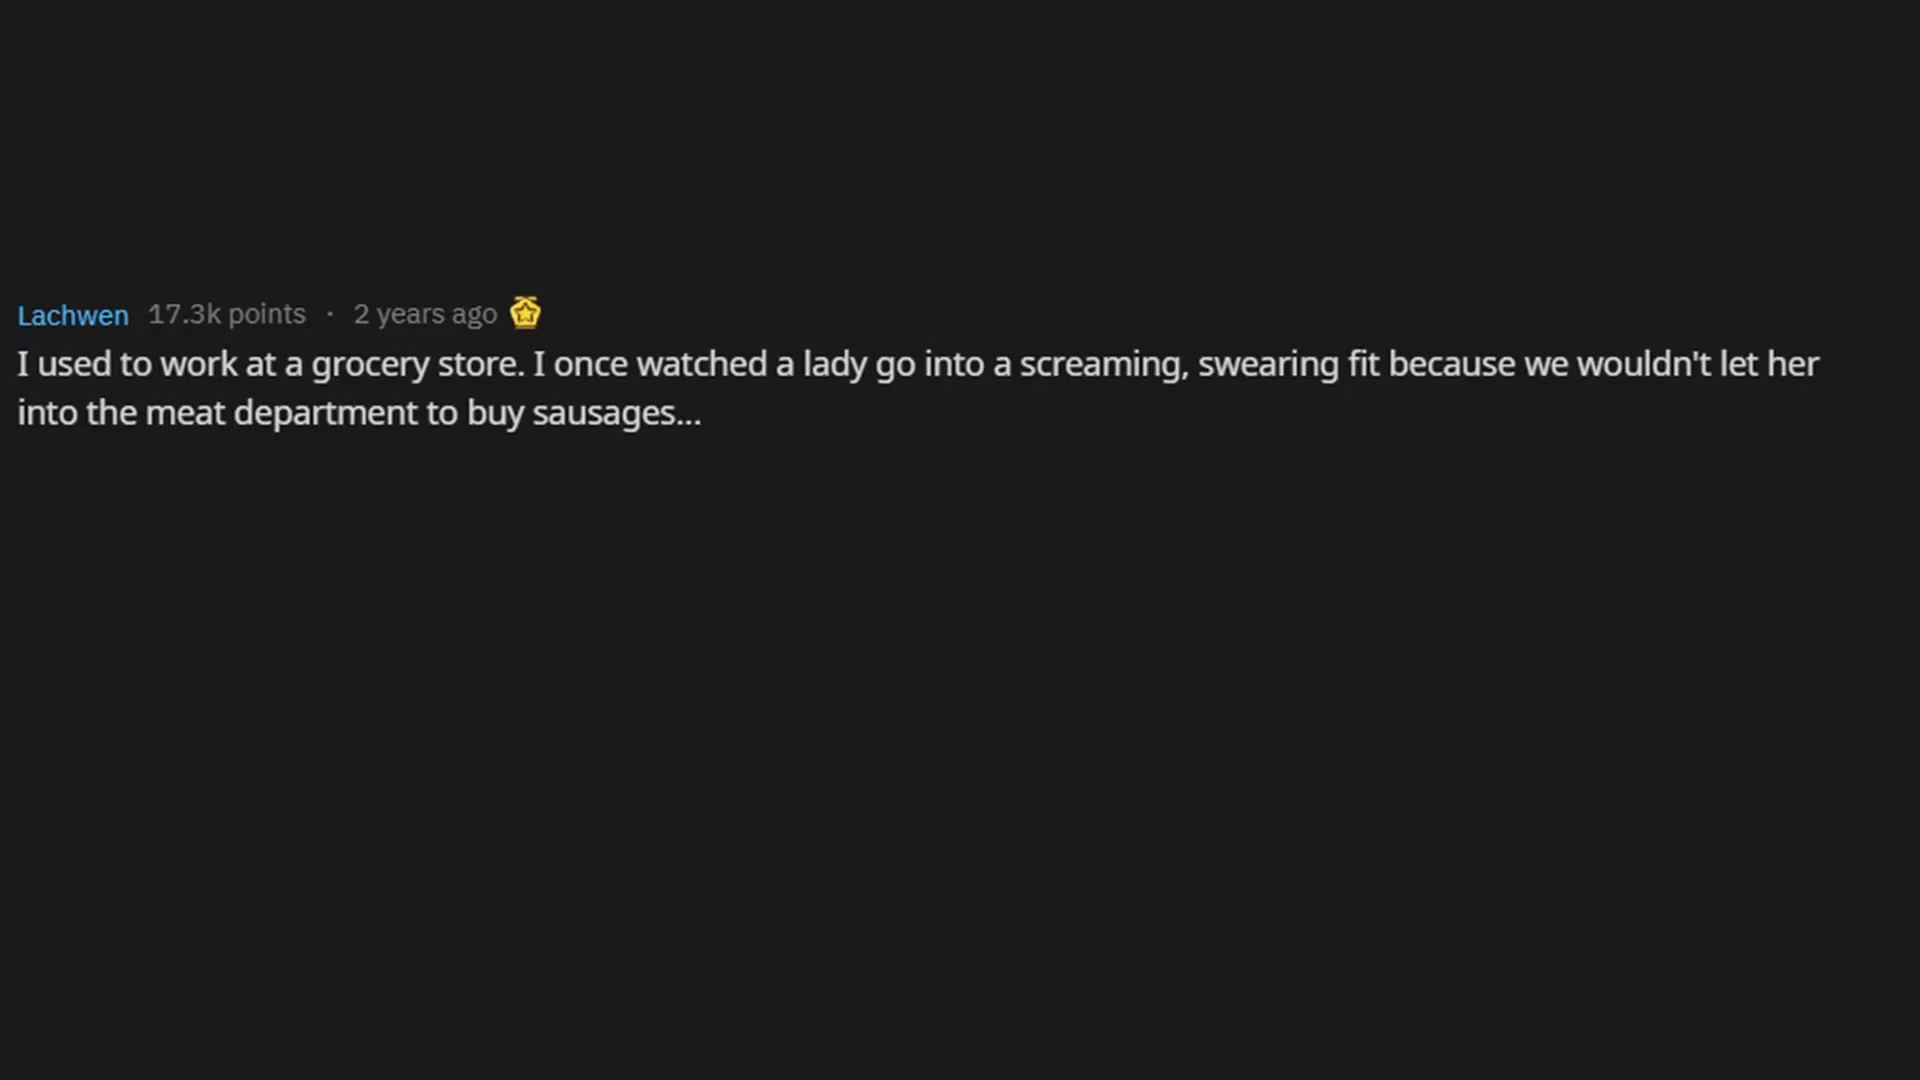 Lachwen 17.3k points · 2 years ago
I used to work at a grocery store. I once watched a lady go into a screaming, swearing fit because we wouldn't let her
into the meat department to buy sausages...